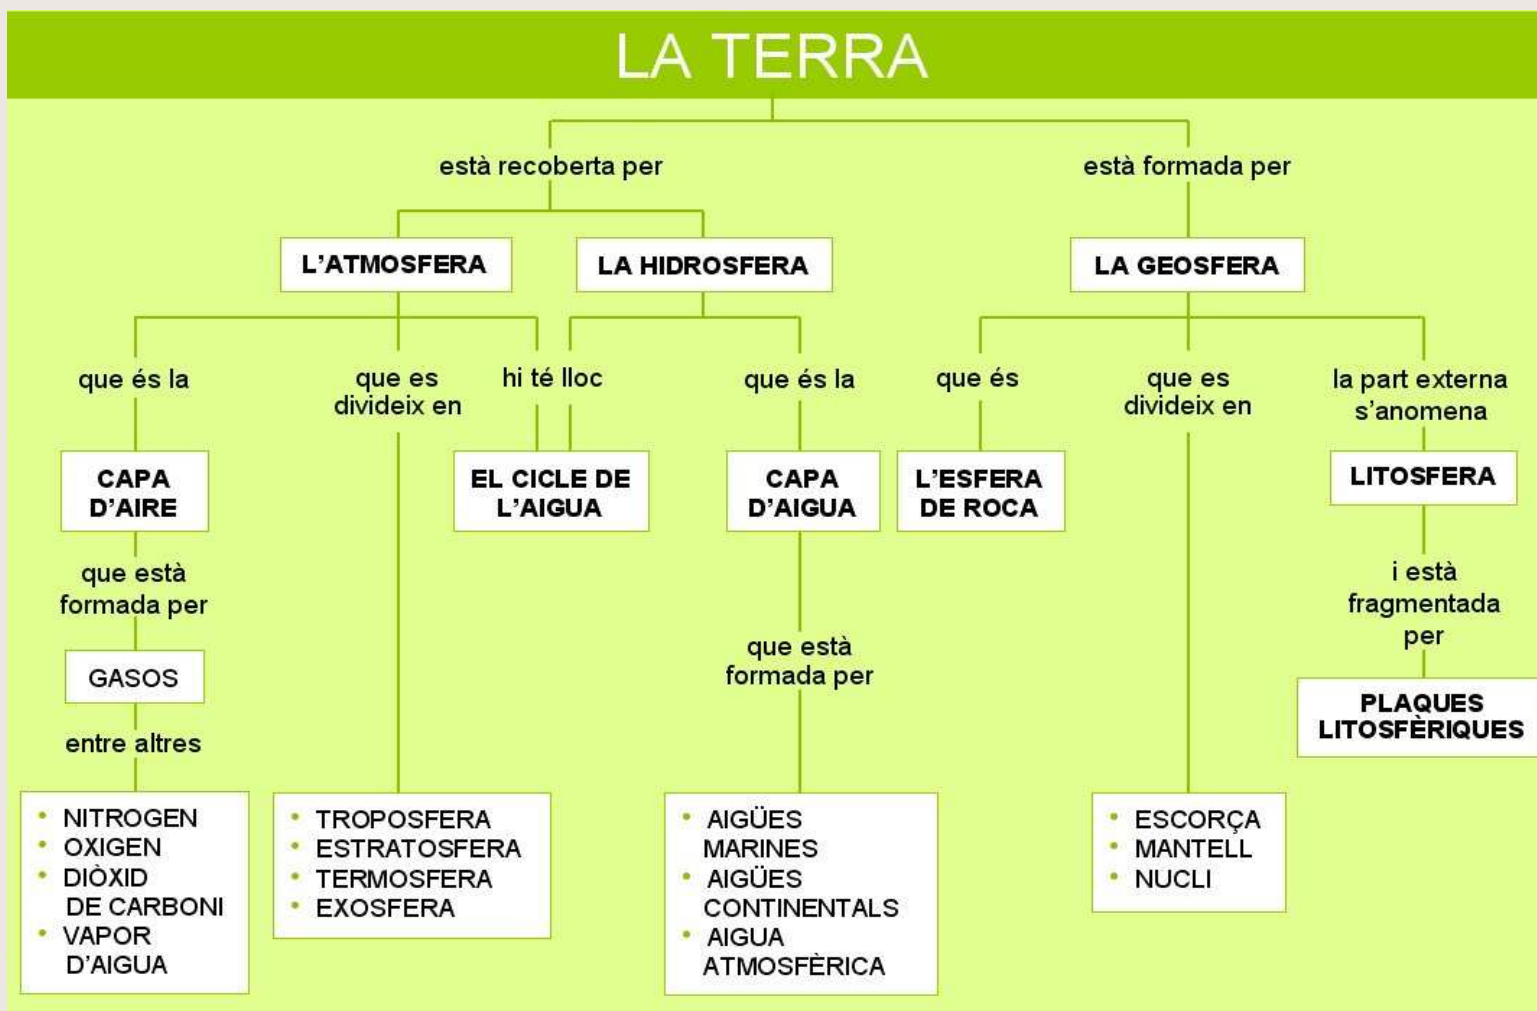 LA TERRA
està recoberta per
està formada per
L'ATMOSFERA
LA HIDROSFERA
LA GEOSFERA
que és la
que es
divideix en
hi té lloc
que és la
que és
que es
divideix en
la part externa
s'anomena
CAPA
D'AIRE
EL CICLE DE
L'AIGUA
CAPA
D'AIGUA
L'ESFERA
DE ROCA
LITOSFERA
que està
formada per
i està
fragmentada
per
GASOS
que està
formada per
PLAQUES
LITOSFÈRIQUES
entre altres
• NITROGEN
• OXIGEN
• DIÒXID
DE CARBONI
• VAPOR
D'AIGUA
• TROPOSFERA
• ESTRATOSFERA
• TERMOSFERA
• EXOSFERA
• AIGÜES
MARINES
• AIGÜES
CONTINENTALS
• AIGUA
ATMOSFÈRICA
• ESCORÇA
• MANTELL
• NUCLI